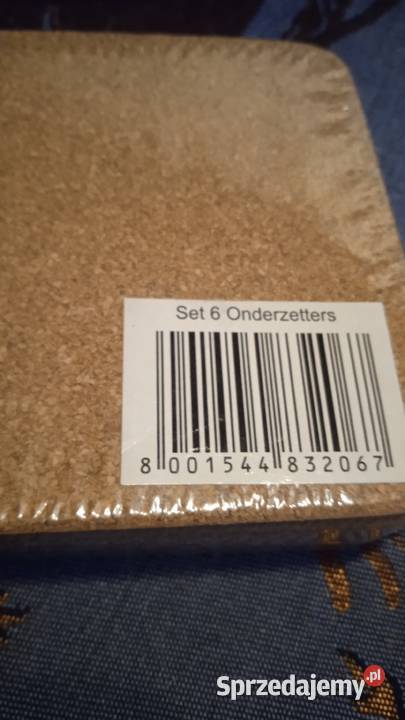 Set 6 Onderzetters
8 001544 832067
Sprzedajemy.pl